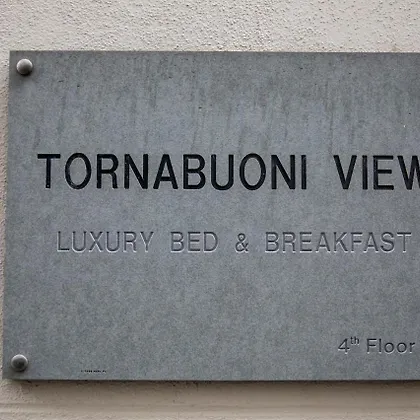 TORNABUONI VIEW
LUXURY BED & BREAKFAST
4th Floor